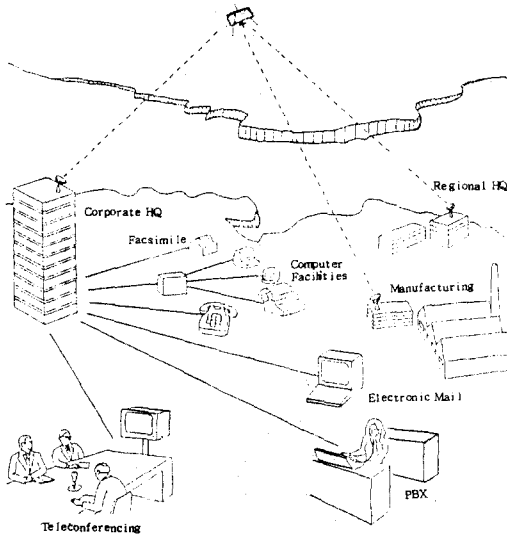 Regional HQ
Corporate HQ
Facsimile
Computer
Facilities
Manufacturing
Electronic Mail
PBX
Teleconferencing